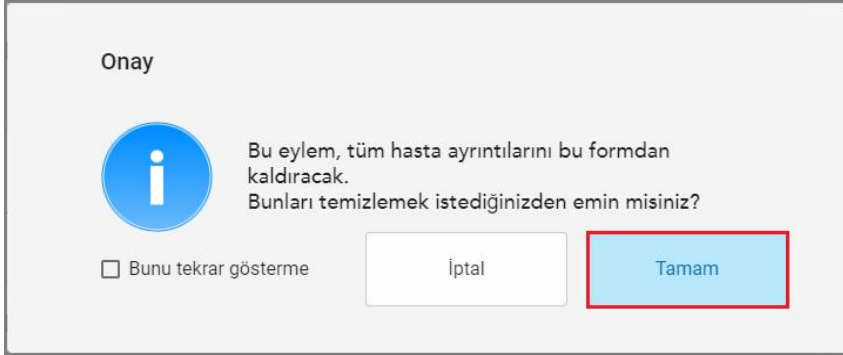 Onay
Bu eylem, tüm hasta ayrıntılarını bu formdan
kaldıracak.
Bunları temizlemek istediğinizden emin misiniz?
Bunu tekrar gösterme
İptal
Tamam